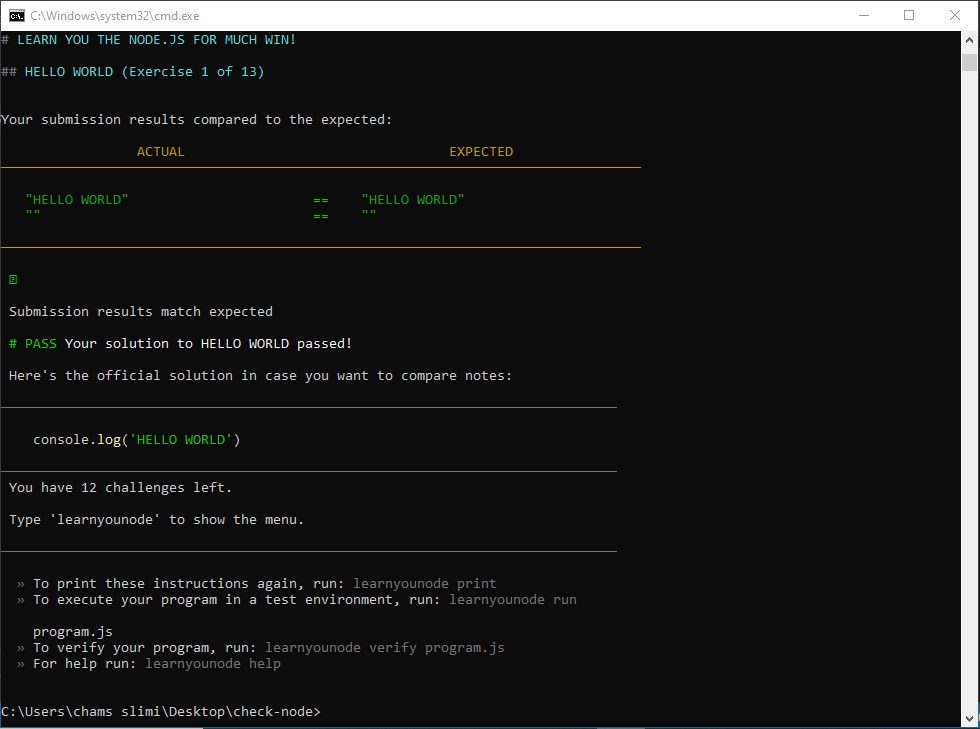 C:\Windows\system32\cmd.exe
# LEARN YOU THE NODE.JS FOR MUCH WIN!
## HELLO WORLD (Exercise 1 of 13)
Your submission results compared to the expected:
ACTUAL EXPECTED
"HELLO WORLD" == "HELLO WORLD"
"" == ""
Submission results match expected
# PASS Your solution to HELLO WORLD passed!
Here's the official solution in case you want to compare notes:
console.log('HELLO WORLD')
You have 12 challenges left.
Type 'learnyounode' to show the menu.
» To print these instructions again, run: learnyounode print
» To execute your program in a test environment, run: learnyounode run
program.js
» To verify your program, run: learnyounode verify program.js
» For help run: learnyounode help
C:\Users\chams slimi\Desktop\check-node>